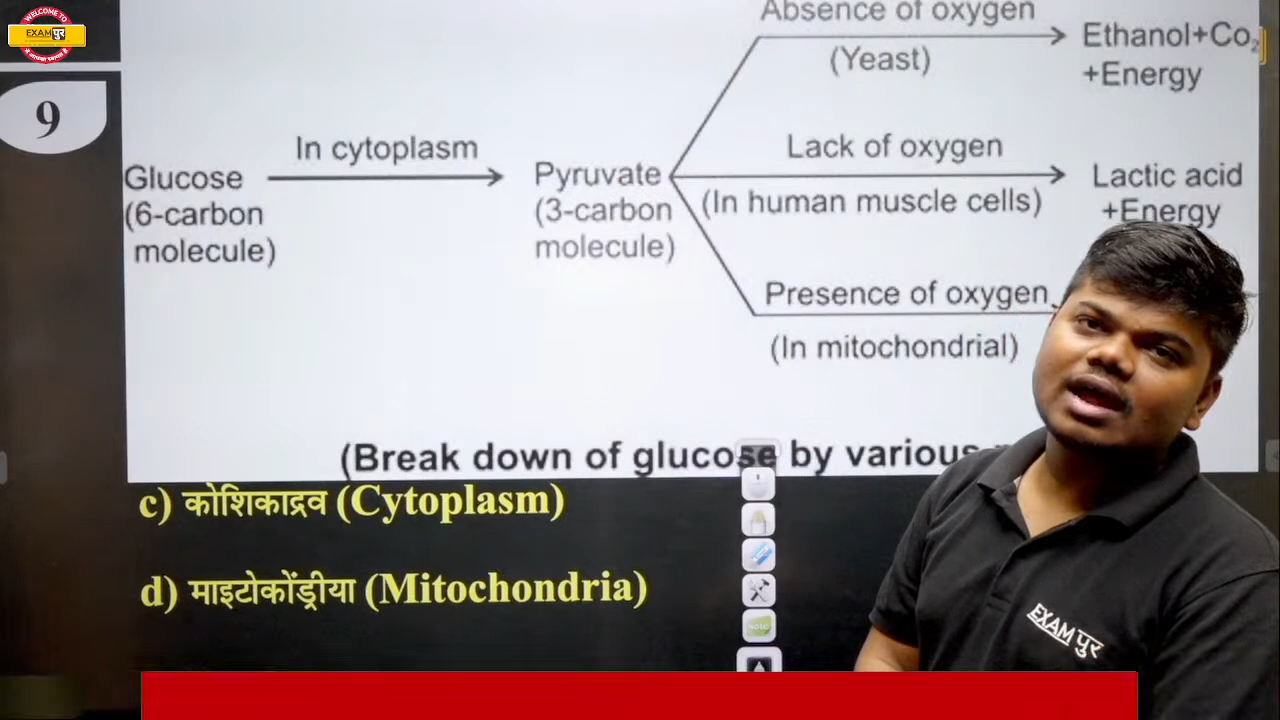 WELCOME TO
EXAMपुर
9
Absence of oxygen
(Yeast)
Ethanol+Co2
+Energy
In cytoplasm
Glucose
(6-carbon
molecule)
Pyruvate
(3-carbon
molecule)
Lack of oxygen
(In human muscle cells)
Lactic acid
+Energy
Presence of oxygen
(In mitochondrial)
(Break down of glucose by various
c) कोशिकाद्रव (Cytoplasm)
d) माइटोकोंड्रीया (Mitochondria)
EXAMपुर